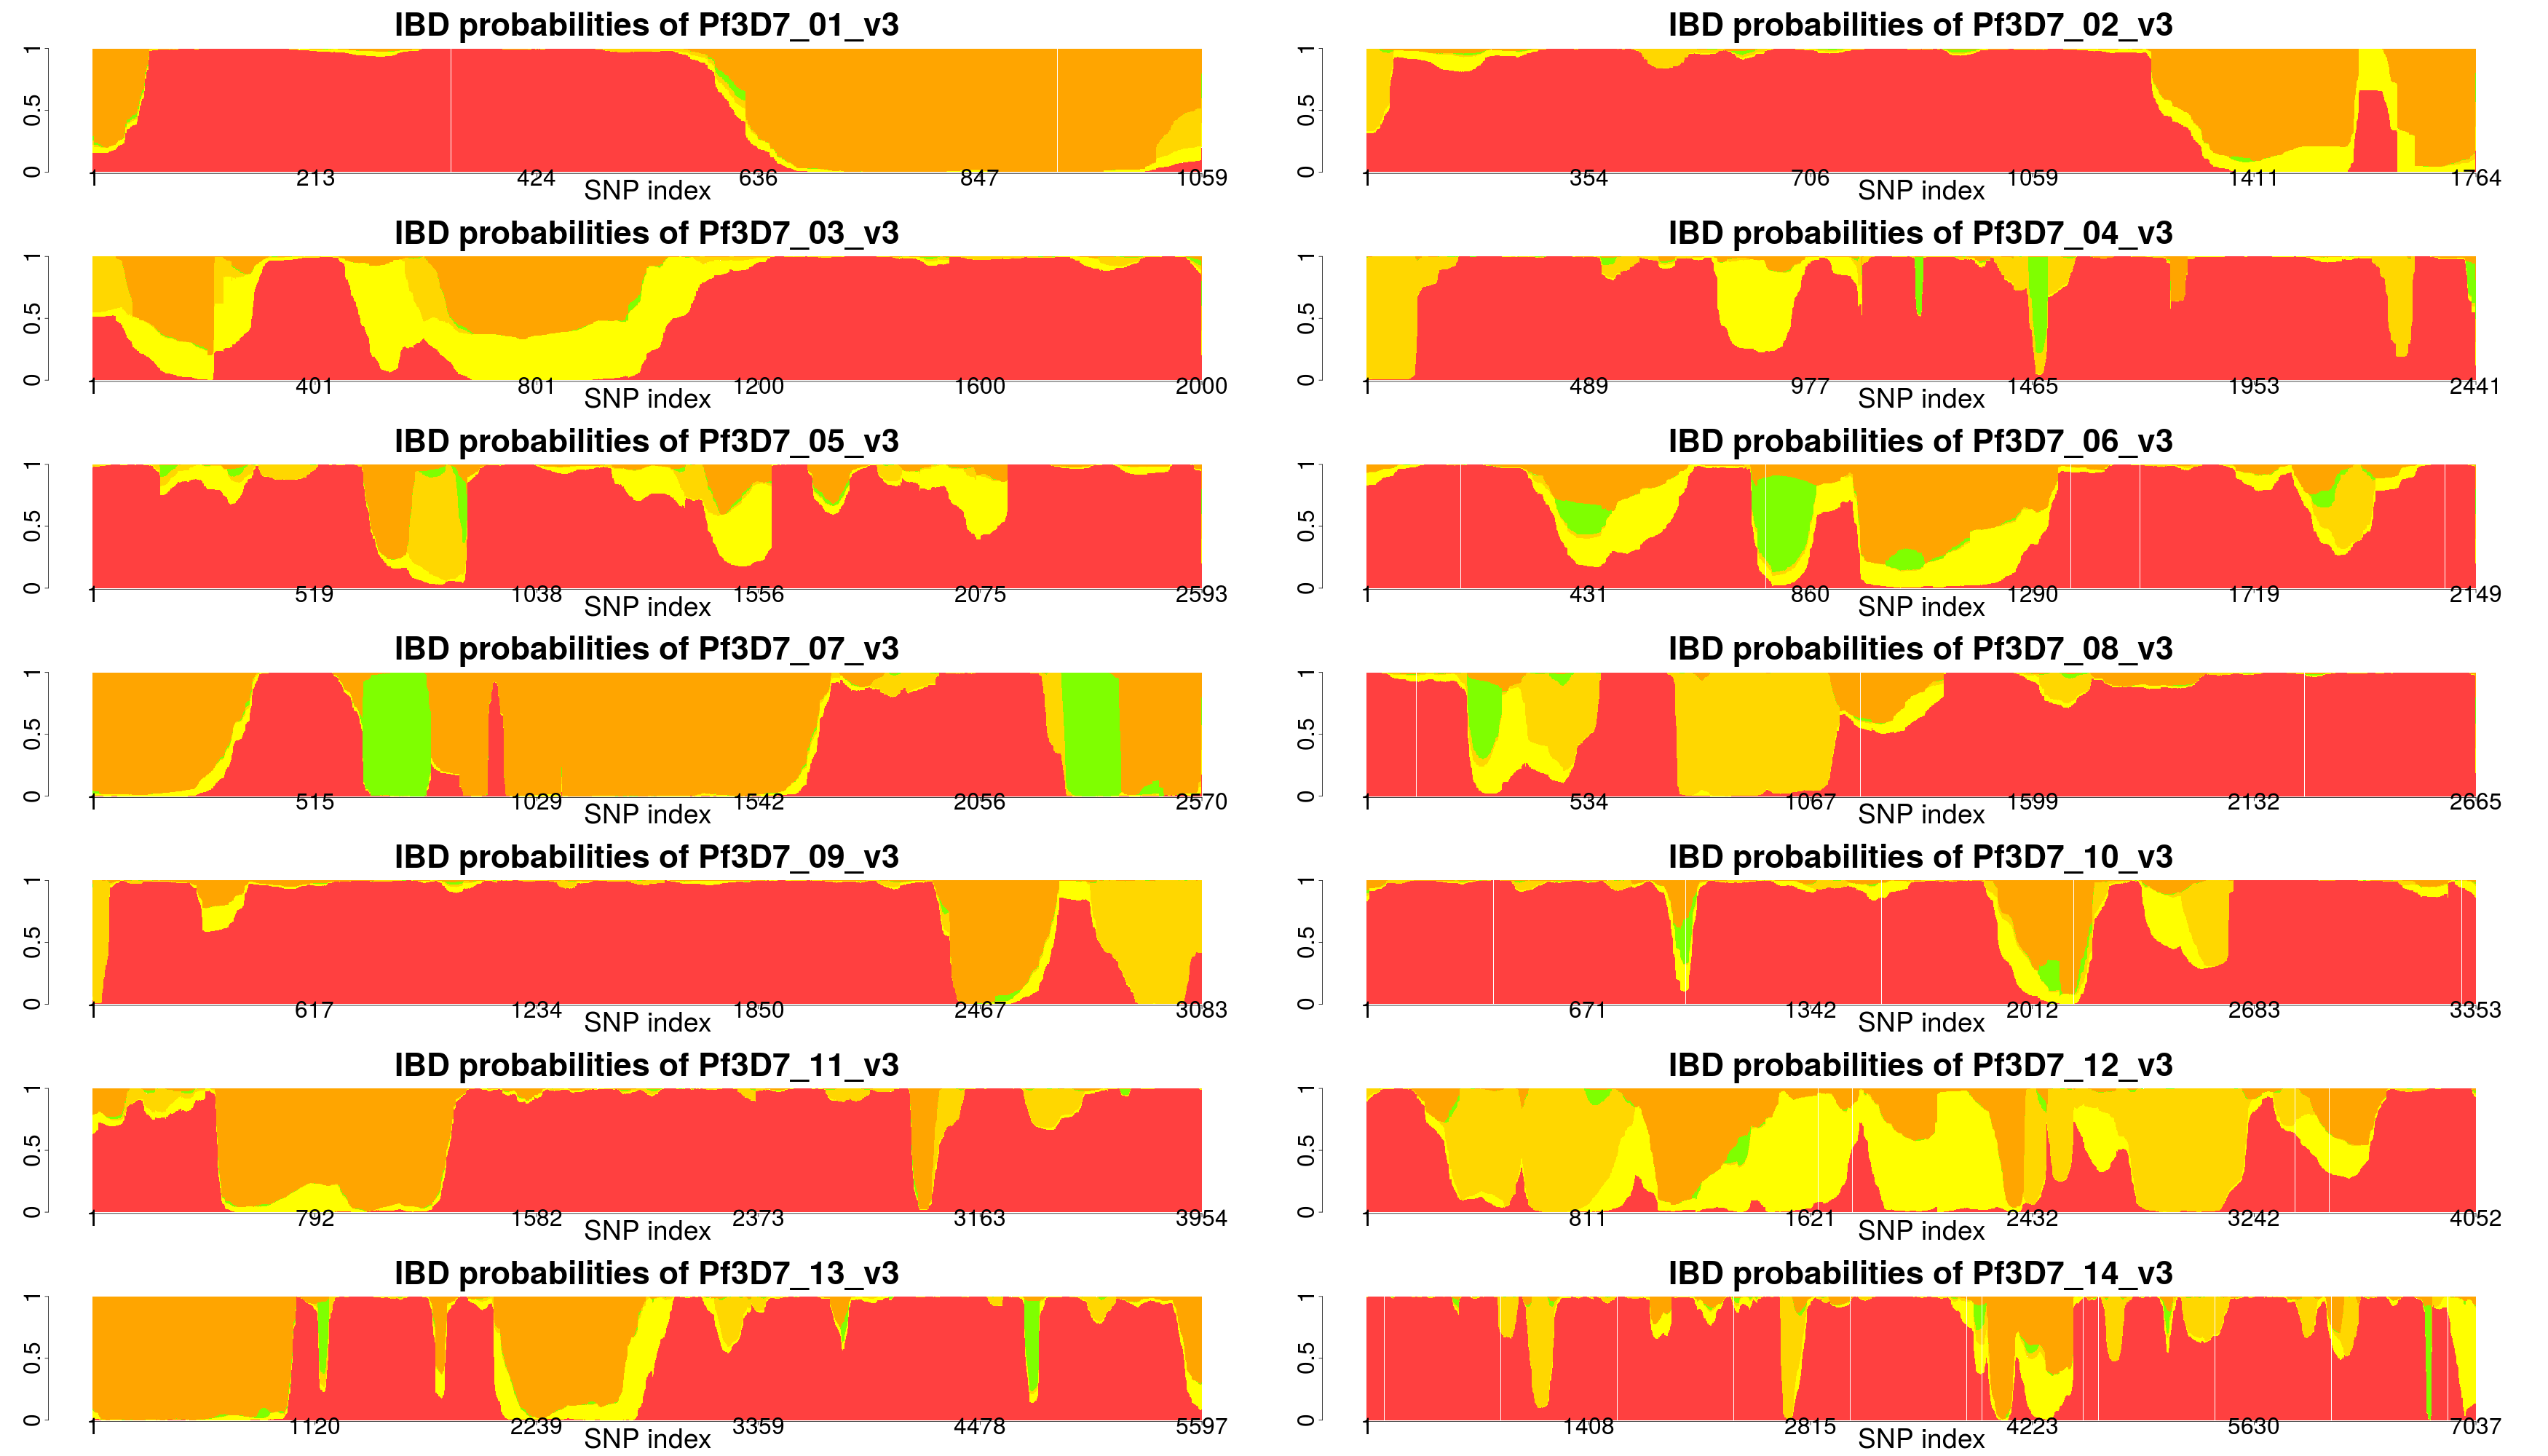 IBD probabilities of Pf3D7_01_v3
0 0.5 1
1 213 424 636 847 1059
SNP index
IBD probabilities of Pf3D7_02_v3
0 0.5 1
1 354 706 1059 1411 1764
SNP index
IBD probabilities of Pf3D7_03_v3
0 0.5 1
1 401 801 1200 1600 2000
SNP index
IBD probabilities of Pf3D7_04_v3
0 0.5 1
1 489 977 1465 1953 2441
SNP index
IBD probabilities of Pf3D7_05_v3
0 0.5 1
1 519 1038 1556 2075 2593
SNP index
IBD probabilities of Pf3D7_06_v3
0 0.5 1
1 431 860 1290 1719 2149
SNP index
IBD probabilities of Pf3D7_07_v3
0 0.5 1
1 515 1029 1542 2056 2570
SNP index
IBD probabilities of Pf3D7_08_v3
0 0.5 1
1 534 1067 1599 2132 2665
SNP index
IBD probabilities of Pf3D7_09_v3
0 0.5 1
1 617 1234 1850 2467 3083
SNP index
IBD probabilities of Pf3D7_10_v3
0 0.5 1
1 671 1342 2012 2683 3353
SNP index
IBD probabilities of Pf3D7_11_v3
0 0.5 1
1 792 1582 2373 3163 3954
SNP index
IBD probabilities of Pf3D7_12_v3
0 0.5 1
1 811 1621 2432 3242 4052
SNP index
IBD probabilities of Pf3D7_13_v3
0 0.5 1
1 1120 2239 3359 4478 5597
SNP index
IBD probabilities of Pf3D7_14_v3
0 0.5 1
1 1408 2815 4223 5630 7037
SNP index